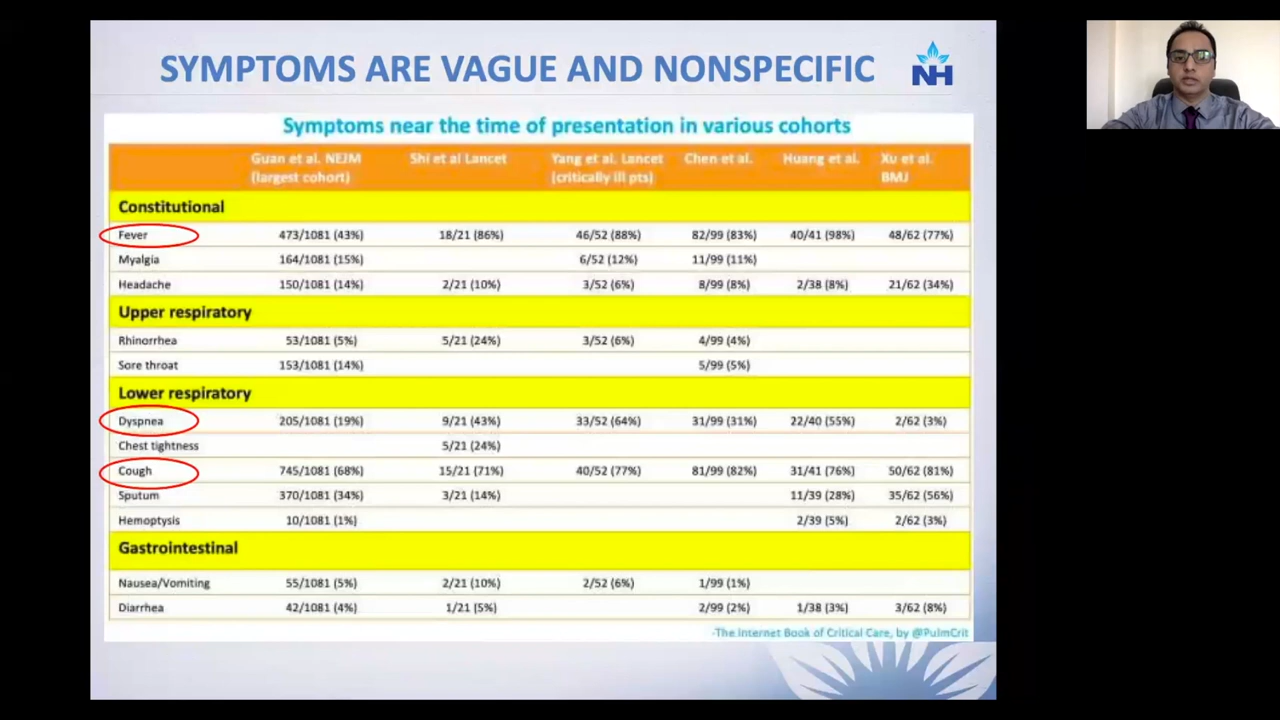 SYMPTOMS ARE VAGUE AND NONSPECIFIC
NH
Symptoms near the time of presentation in various cohorts
Guan et al. NEJM (largest cohort) Shi et al Lancet Yang et al. Lancet (critically ill pts) Chen et al. Huang et al. Xu et al. BMJ
Constitutional
Fever 473/1081 (43%) 18/21 (86%) 46/52 (88%) 82/99 (83%) 40/41 (98%) 48/62 (77%)
Myalgia 164/1081 (15%) 6/52 (12%) 11/99 (11%)
Headache 150/1081 (14%) 2/21 (10%) 3/52 (6%) 8/99 (8%) 2/38 (8%) 21/62 (34%)
Upper respiratory
Rhinorrhea 53/1081 (5%) 5/21 (24%) 3/52 (6%) 4/99 (4%)
Sore throat 153/1081 (14%) 5/99 (5%)
Lower respiratory
Dyspnea 205/1081 (19%) 9/21 (43%) 33/52 (64%) 31/99 (31%) 22/40 (55%) 2/62 (3%)
Chest tightness 5/21 (24%)
Cough 745/1081 (68%) 15/21 (71%) 40/52 (77%) 81/99 (82%) 31/41 (76%) 50/62 (81%)
Sputum 370/1081 (34%) 3/21 (14%) 11/39 (28%) 35/62 (56%)
Hemoptysis 10/1081 (1%) 2/39 (5%) 2/62 (3%)
Gastrointestinal
Nausea/Vomiting 55/1081 (5%) 2/21 (10%) 2/52 (6%) 1/99 (1%)
Diarrhea 42/1081 (4%) 1/21 (5%) 2/99 (2%) 1/38 (3%) 3/62 (8%)
-The Internet Book of Critical Care, by @PulmCrit